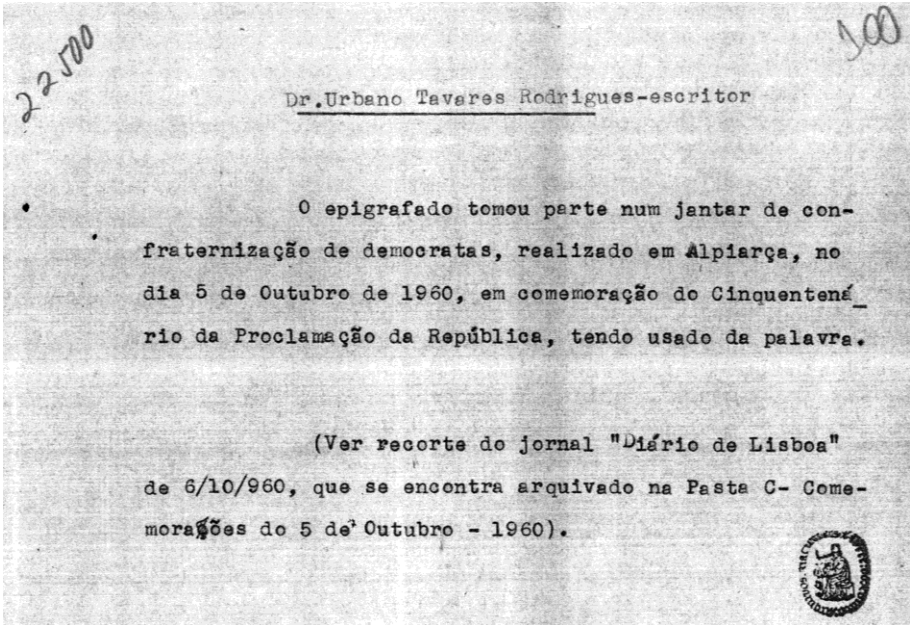 22500
100
Dr.Urbano Tavares Rodrigues-escritor
O epigrafado tomou parte num jantar de con-
fraternização de democratas, realizado em Alpiarça, no
dia 5 de Outubro de 1960, em comemoração do Cinquentená_
rio da Proclamação da República, tendo usado da palavra.
(Ver recorte do jornal "Diário de Lisboa"
de 6/10/960, que se encontra arquivado na Pasta C- Come-
morações do 5 de Outubro - 1960).